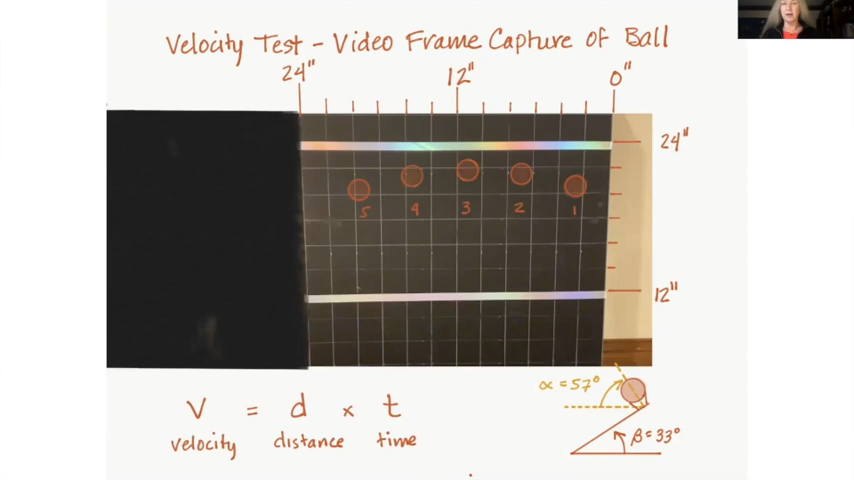 Velocity Test - Video Frame Capture of Ball
24" 12" 0"
24"
5 4 3 2 1
12"
α = 57°
V = d × t
velocity distance time
β = 33°